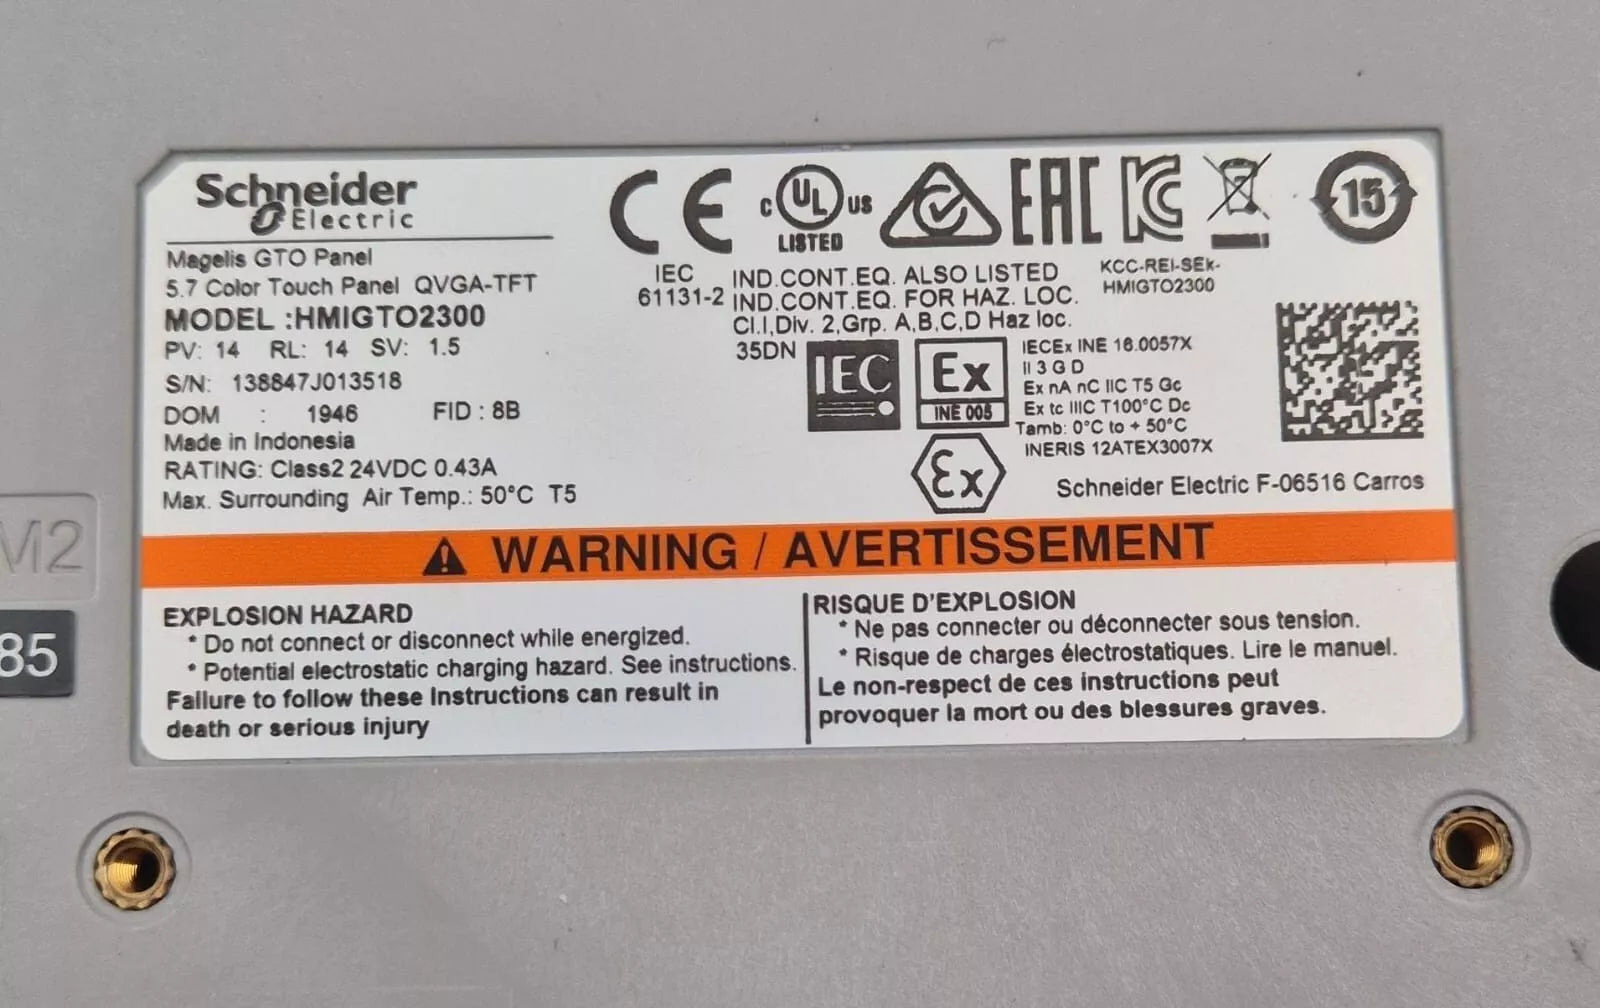 Schneider
Electric
Magelis GTO Panel
5.7 Color Touch Panel QVGA-TFT
MODEL :HMIGTO2300
PV: 14 RL: 14 SV: 1.5
S/N: 138847J013518
DOM : 1946 FID : 8B
Made in Indonesia
RATING: Class2 24VDC 0.43A
Max. Surrounding Air Temp.: 50°C T5
CE
IEC
61131-2
C UL US
LISTED
IND.CONT.EQ. ALSO LISTED
IND.CONT.EQ. FOR HAZ. LOC.
Cl.I,Div. 2,Grp. A,B,C,D Haz loc.
35DN
EAC
KC
KCC-REI-SEk-
HMIGTO2300
15
IEC
Ex
INE 005
Ex
IECEx INE 16.0057X
II 3 G D
Ex nA nC IIC T5 Gc
Ex tc IIIC T100°C Dc
Tamb: 0°C to + 50°C
INERIS 12ATEX3007X
Schneider Electric F-06516 Carros
WARNING / AVERTISSEMENT
EXPLOSION HAZARD
* Do not connect or disconnect while energized.
* Potential electrostatic charging hazard. See instructions.
Failure to follow these Instructions can result in
death or serious injury
RISQUE D'EXPLOSION
* Ne pas connecter ou déconnecter sous tension.
* Risque de charges électrostatiques. Lire le manuel.
Le non-respect de ces instructions peut
provoquer la mort ou des blessures graves.
M2
85